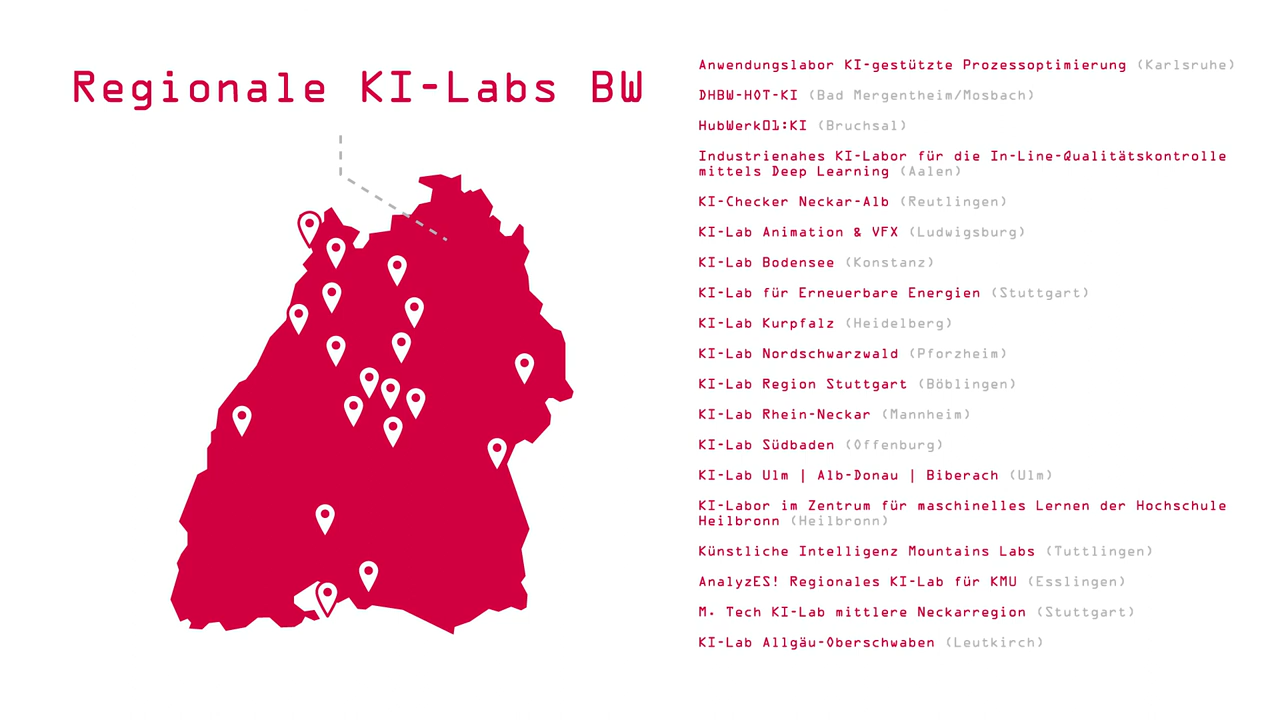 Regionale KI-Labs BW
Anwendungslabor KI-gestützte Prozessoptimierung (Karlsruhe)
DHBW-HOT-KI (Bad Mergentheim/Mosbach)
HubWerk01:KI (Bruchsal)
Industrienahes KI-Labor für die In-Line-Qualitätskontrolle
mittels Deep Learning (Aalen)
KI-Checker Neckar-Alb (Reutlingen)
KI-Lab Animation & VFX (Ludwigsburg)
KI-Lab Bodensee (Konstanz)
KI-Lab für Erneuerbare Energien (Stuttgart)
KI-Lab Kurpfalz (Heidelberg)
KI-Lab Nordschwarzwald (Pforzheim)
KI-Lab Region Stuttgart (Böblingen)
KI-Lab Rhein-Neckar (Mannheim)
KI-Lab Südbaden (Offenburg)
KI-Lab Ulm | Alb-Donau | Biberach (Ulm)
KI-Labor im Zentrum für maschinelles Lernen der Hochschule
Heilbronn (Heilbronn)
Künstliche Intelligenz Mountains Labs (Tuttlingen)
AnalyzES! Regionales KI-Lab für KMU (Esslingen)
M. Tech KI-Lab mittlere Neckarregion (Stuttgart)
KI-Lab Allgäu-Oberschwaben (Leutkirch)